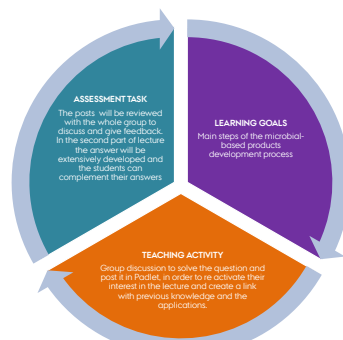 ASSESSMENT TASK
The posts will be reviewed
with the whole group to
discuss and give feedback.
In the second part of lecture
the answer will be
extensively developed and
the students can
complement their answers
LEARNING GOALS
Main steps of the microbial-
based products
development process
TEACHING ACTIVITY
Group discussion to solve the question and
post it in Padlet, in order to re activate their
interest in the lecture and create a link
with previous knowledge and the
applications.